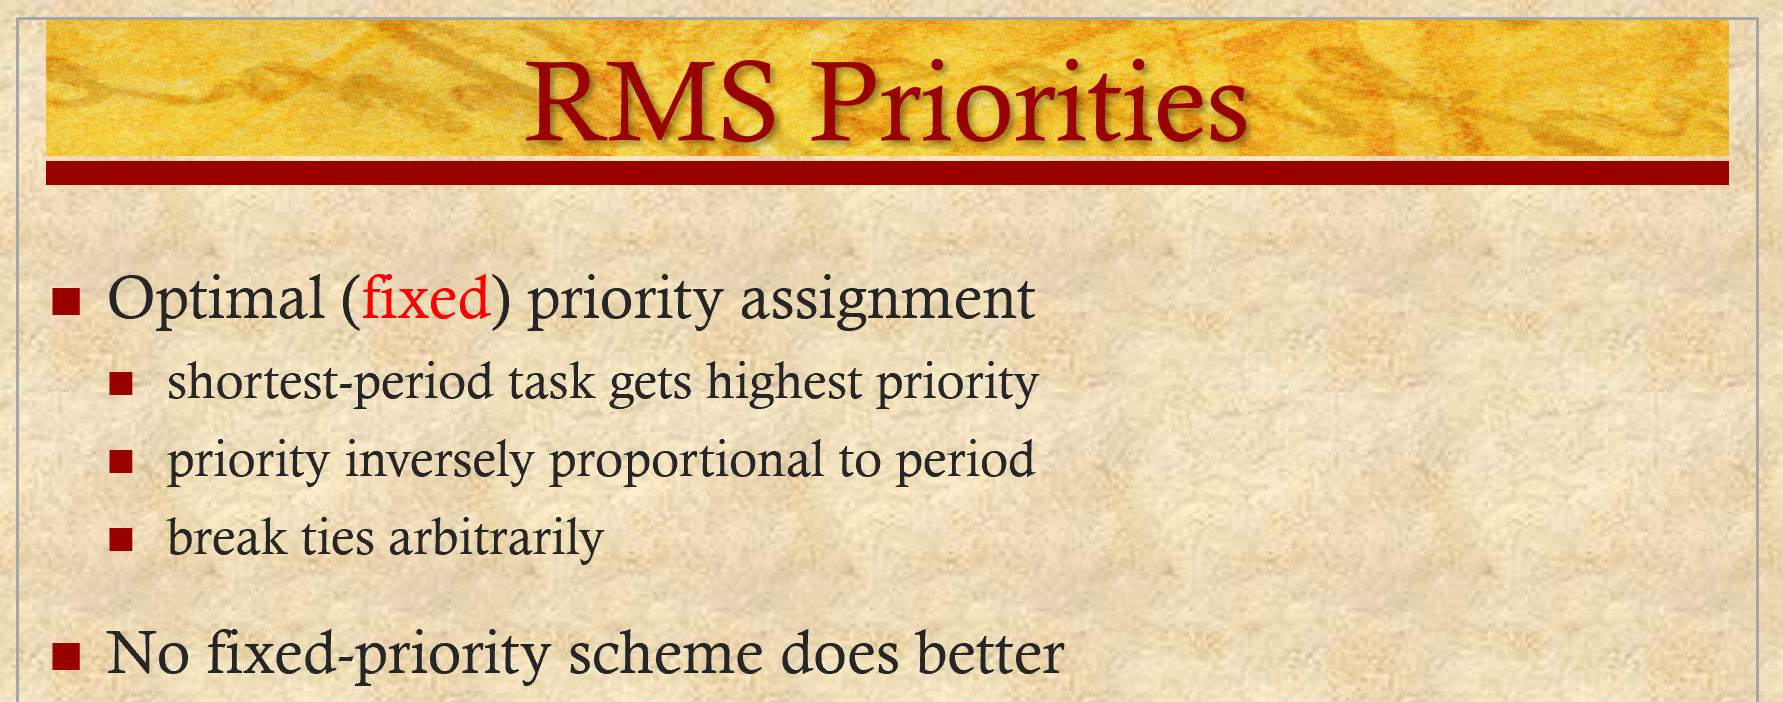 RMS Priorities
Optimal (fixed) priority assignment
shortest-period task gets highest priority
priority inversely proportional to period
break ties arbitrarily
No fixed-priority scheme does better